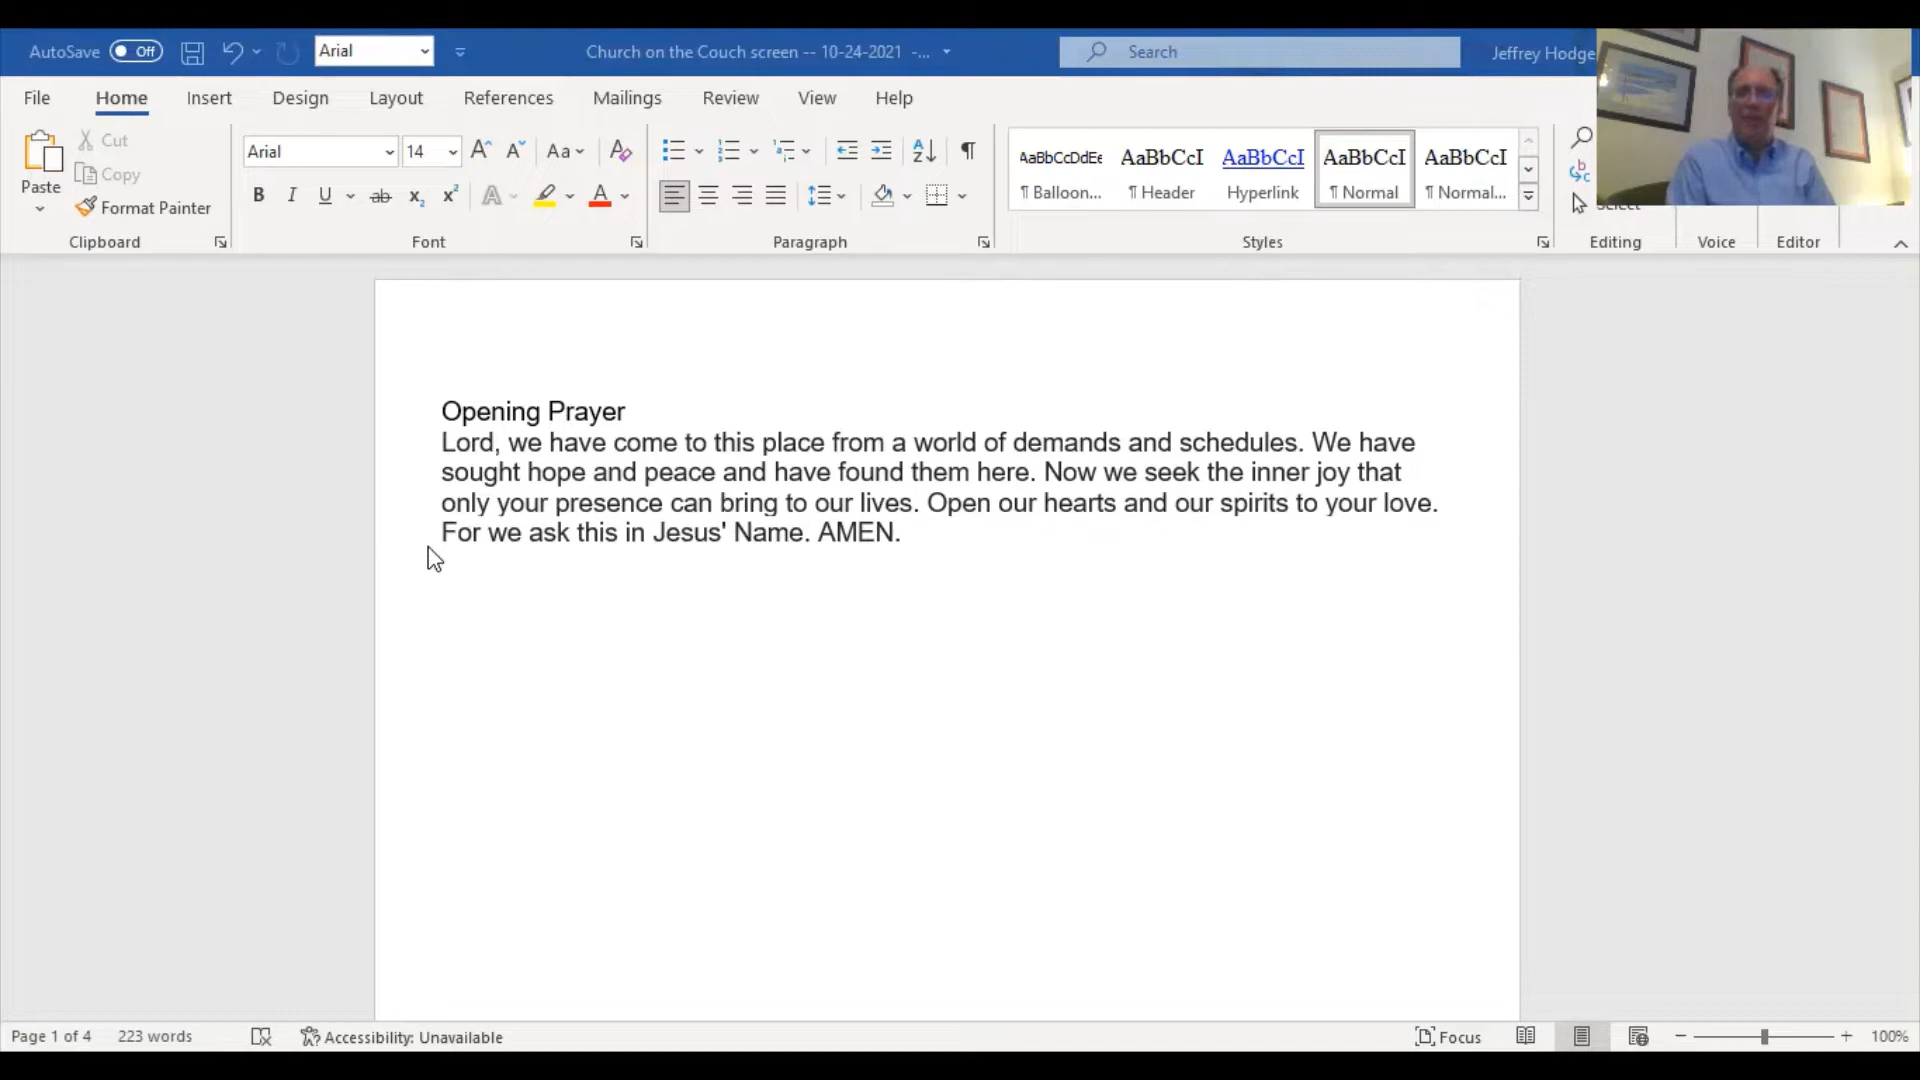 AutoSave Off Arial Church on the Couch screen -- 10-24-2021 -... Search Jeffrey Hodge
File Home Insert Design Layout References Mailings Review View Help
Paste Cut Copy Format Painter
Arial 14 Aa
B I U ab x₂ x² A A
AaBbCcDdEe AaBbCcI AaBbCcI AaBbCcI AaBbCcI
¶ Balloon... ¶ Header Hyperlink ¶ Normal ¶ Normal...
Select
Clipboard Font Paragraph Styles Editing Voice Editor
Opening Prayer
Lord, we have come to this place from a world of demands and schedules. We have
sought hope and peace and have found them here. Now we seek the inner joy that
only your presence can bring to our lives. Open our hearts and our spirits to your love.
For we ask this in Jesus' Name. AMEN.
Page 1 of 4 223 words Accessibility: Unavailable Focus 100%